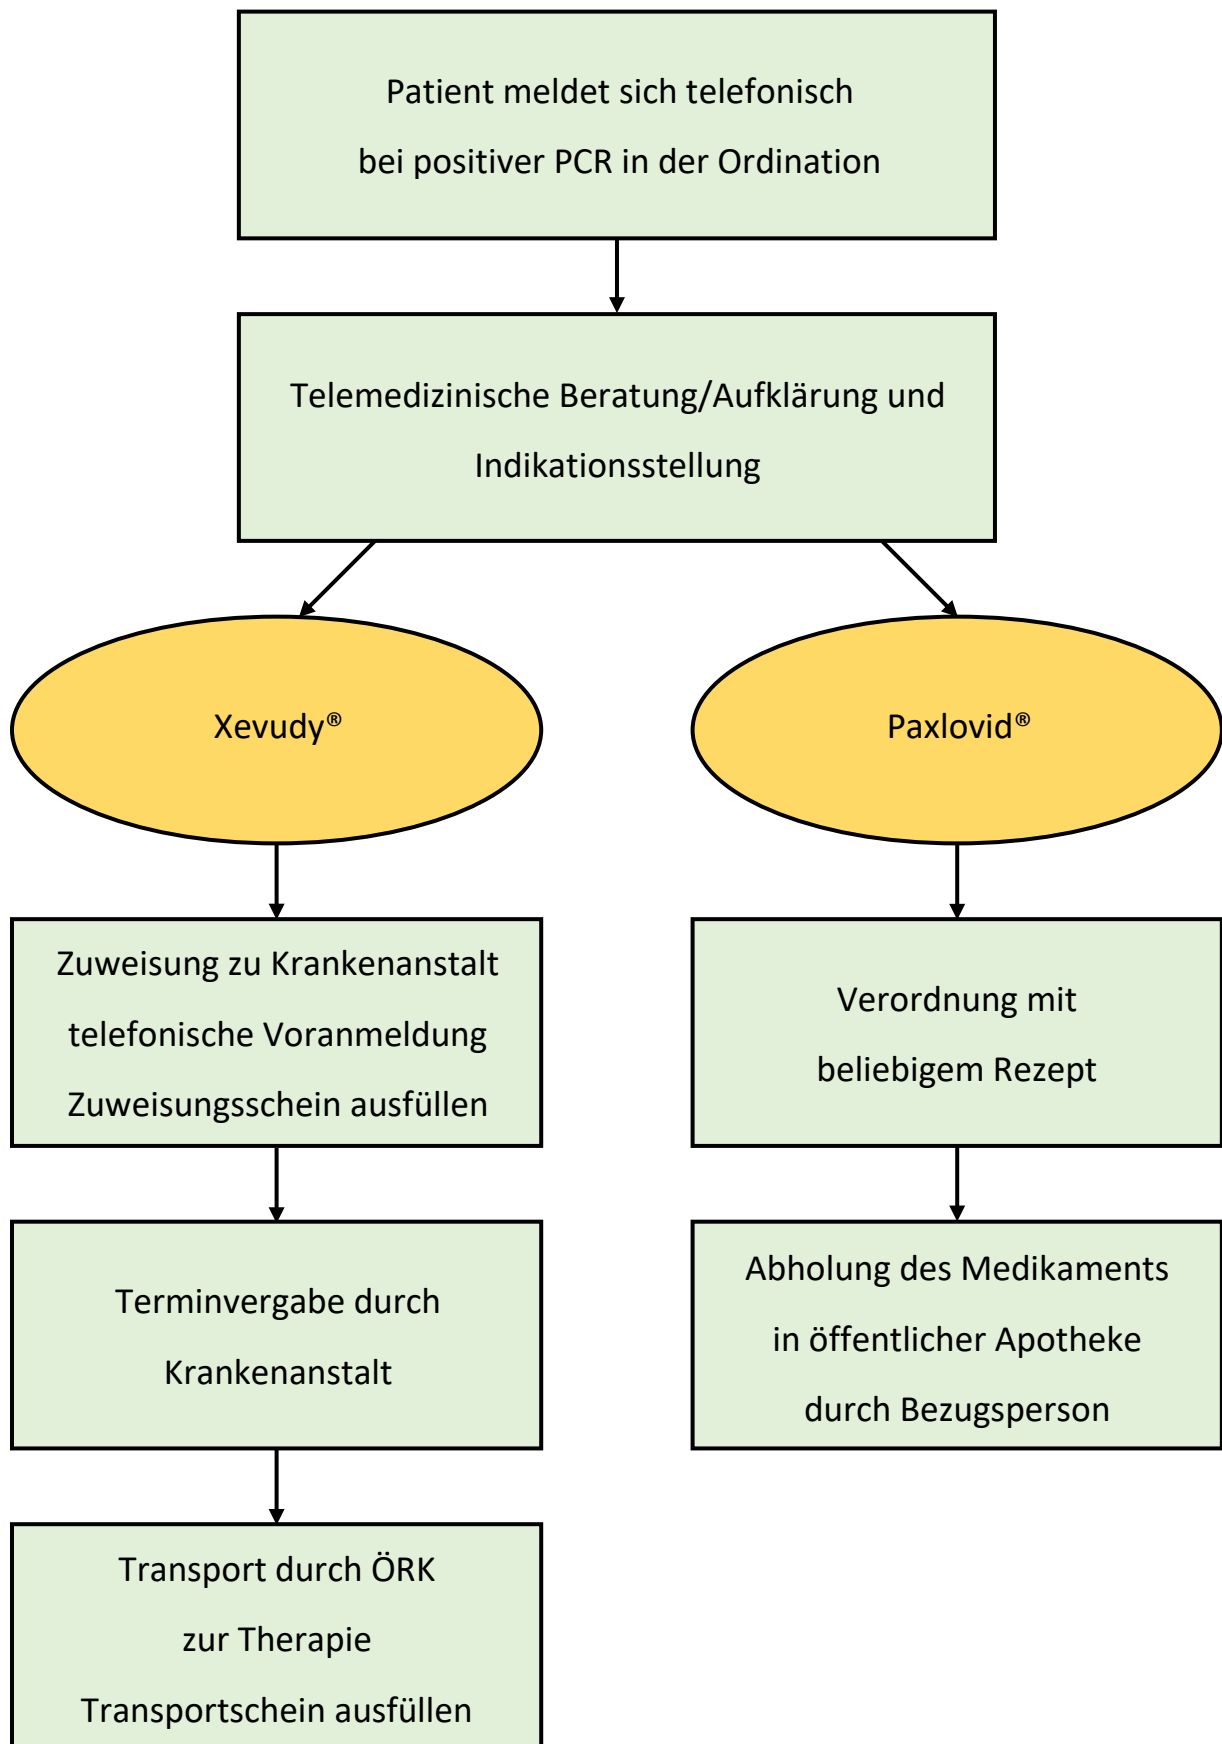 Patient meldet sich telefonisch
bei positiver PCR in der Ordination
Telemedizinische Beratung/Aufklärung und
Indikationsstellung
Xevudy®
Paxlovid®
Zuweisung zu Krankenanstalt
telefonische Voranmeldung
Zuweisungsschein ausfüllen
Verordnung mit
beliebigem Rezept
Terminvergabe durch
Krankenanstalt
Abholung des Medikaments
in öffentlicher Apotheke
durch Bezugsperson
Transport durch ÖRK
zur Therapie
Transportschein ausfüllen